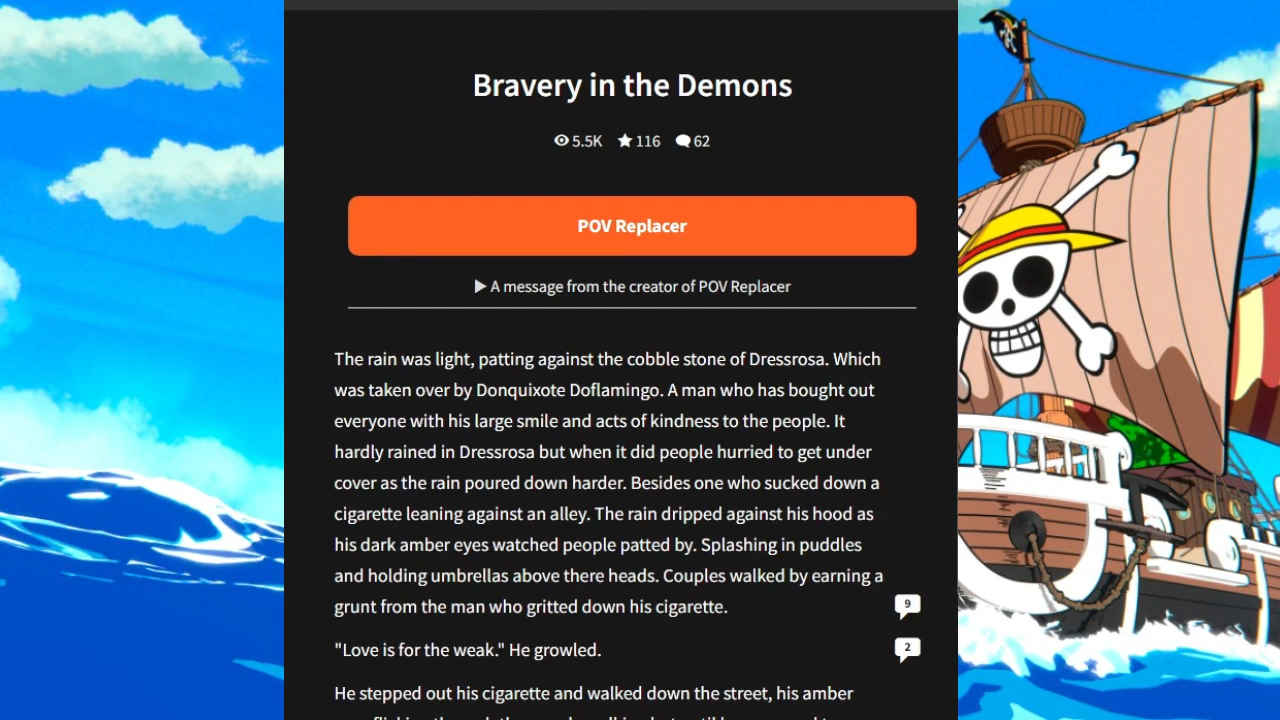 Bravery in the Demons
5.5K 116 62
POV Replacer
▶ A message from the creator of POV Replacer
The rain was light, patting against the cobble stone of Dressrosa. Which
was taken over by Donquixote Doflamingo. A man who has bought out
everyone with his large smile and acts of kindness to the people. It
hardly rained in Dressrosa but when it did people hurried to get under
cover as the rain poured down harder. Besides one who sucked down a
cigarette leaning against an alley. The rain dripped against his hood as
his dark amber eyes watched people patted by. Splashing in puddles
and holding umbrellas above there heads. Couples walked by earning a
grunt from the man who gritted down his cigarette.
9
"Love is for the weak." He growled.
2
He stepped out his cigarette and walked down the street, his amber